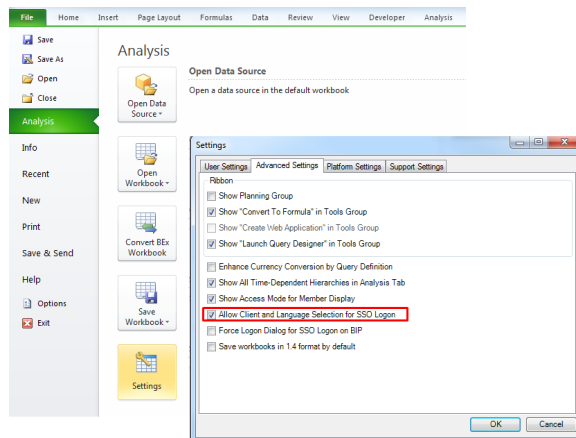 File Home Insert Page Layout Formulas Data Review View Developer Analysis
Save
Save As
Open
Close
Analysis
Info
Recent
New
Print
Save & Send
Help
Options
Exit
Analysis
Open Data
Source
Open Data Source
Open a data source in the default workbook
Open
Workbook
Convert BEx
Workbook
Save
Workbook
Settings
Settings
User Settings Advanced Settings Platform Settings Support Settings
Ribbon
Show Planning Group
Show "Convert To Formula" in Tools Group
Show "Create Web Application" in Tools Group
Show "Launch Query Designer" in Tools Group
Enhance Currency Conversion by Query Definition
Show All Time-Dependent Hierarchies in Analysis Tab
Show Access Mode for Member Display
Allow Client and Language Selection for SSO Logon
Force Logon Dialog for SSO Logon on BIP
Save workbooks in 1.4 format by default
OK Cancel